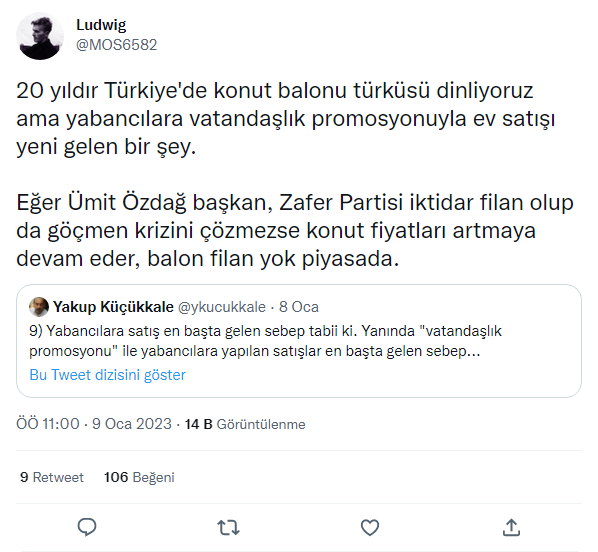 Ludwig
@MOS6582
20 yıldır Türkiye'de konut balonu türküsü dinliyoruz
ama yabancılara vatandaşlık promosyonuyla ev satışı
yeni gelen bir şey.
Eğer Ümit Özdağ başkan, Zafer Partisi iktidar filan olup
da göçmen krizini çözmezse konut fiyatları artmaya
devam eder, balon filan yok piyasada.
Yakup Küçükkale @ykucukkale · 8 Oca
9) Yabancılara satış en başta gelen sebep tabii ki. Yanında "vatandaşlık
promosyonu" ile yabancılara yapılan satışlar en başta gelen sebep...
Bu Tweet dizisini göster
ÖÖ 11:00 · 9 Oca 2023 · 14 B Görüntülenme
9 Retweet 106 Beğeni